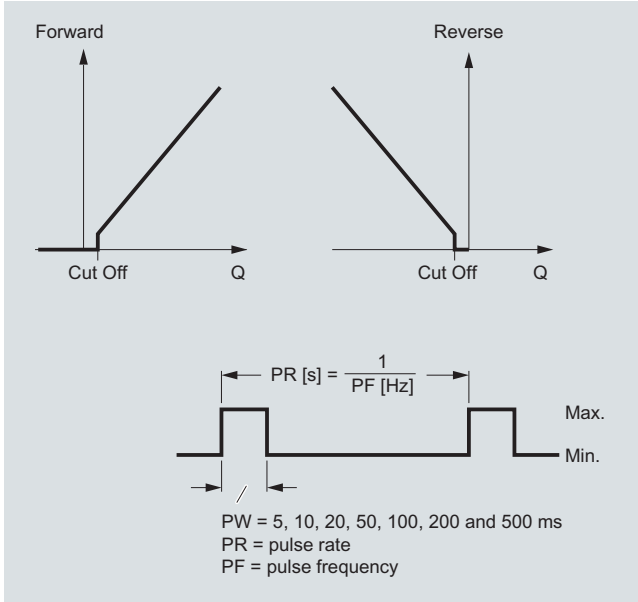 Forward
Reverse
Cut Off
Q
Cut Off
Q
PR [s] = 1 / PF [Hz]
Max.
Min.
PW = 5, 10, 20, 50, 100, 200 and 500 ms
PR = pulse rate
PF = pulse frequency